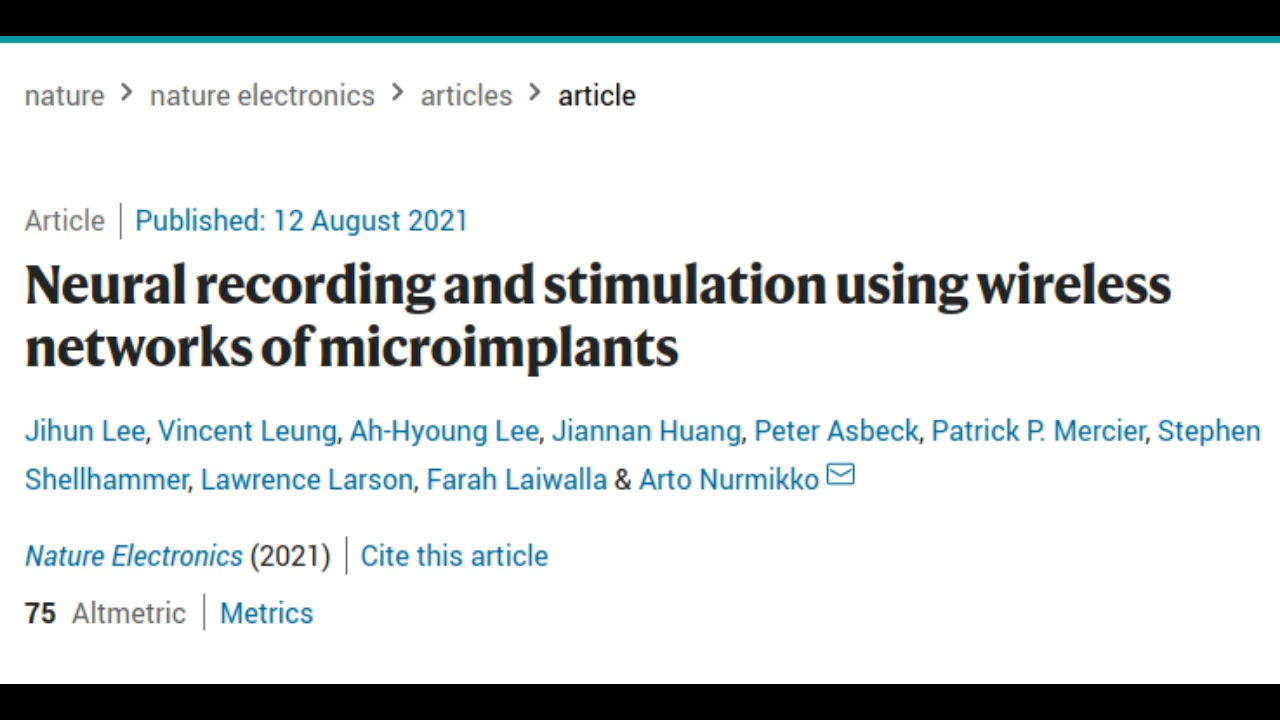 nature > nature electronics > articles > article
Article | Published: 12 August 2021
Neural recording and stimulation using wireless
networks of microimplants
Jihun Lee, Vincent Leung, Ah-Hyoung Lee, Jiannan Huang, Peter Asbeck, Patrick P. Mercier, Stephen
Shellhammer, Lawrence Larson, Farah Laiwalla & Arto Nurmikko
Nature Electronics (2021) | Cite this article
75 Altmetric | Metrics